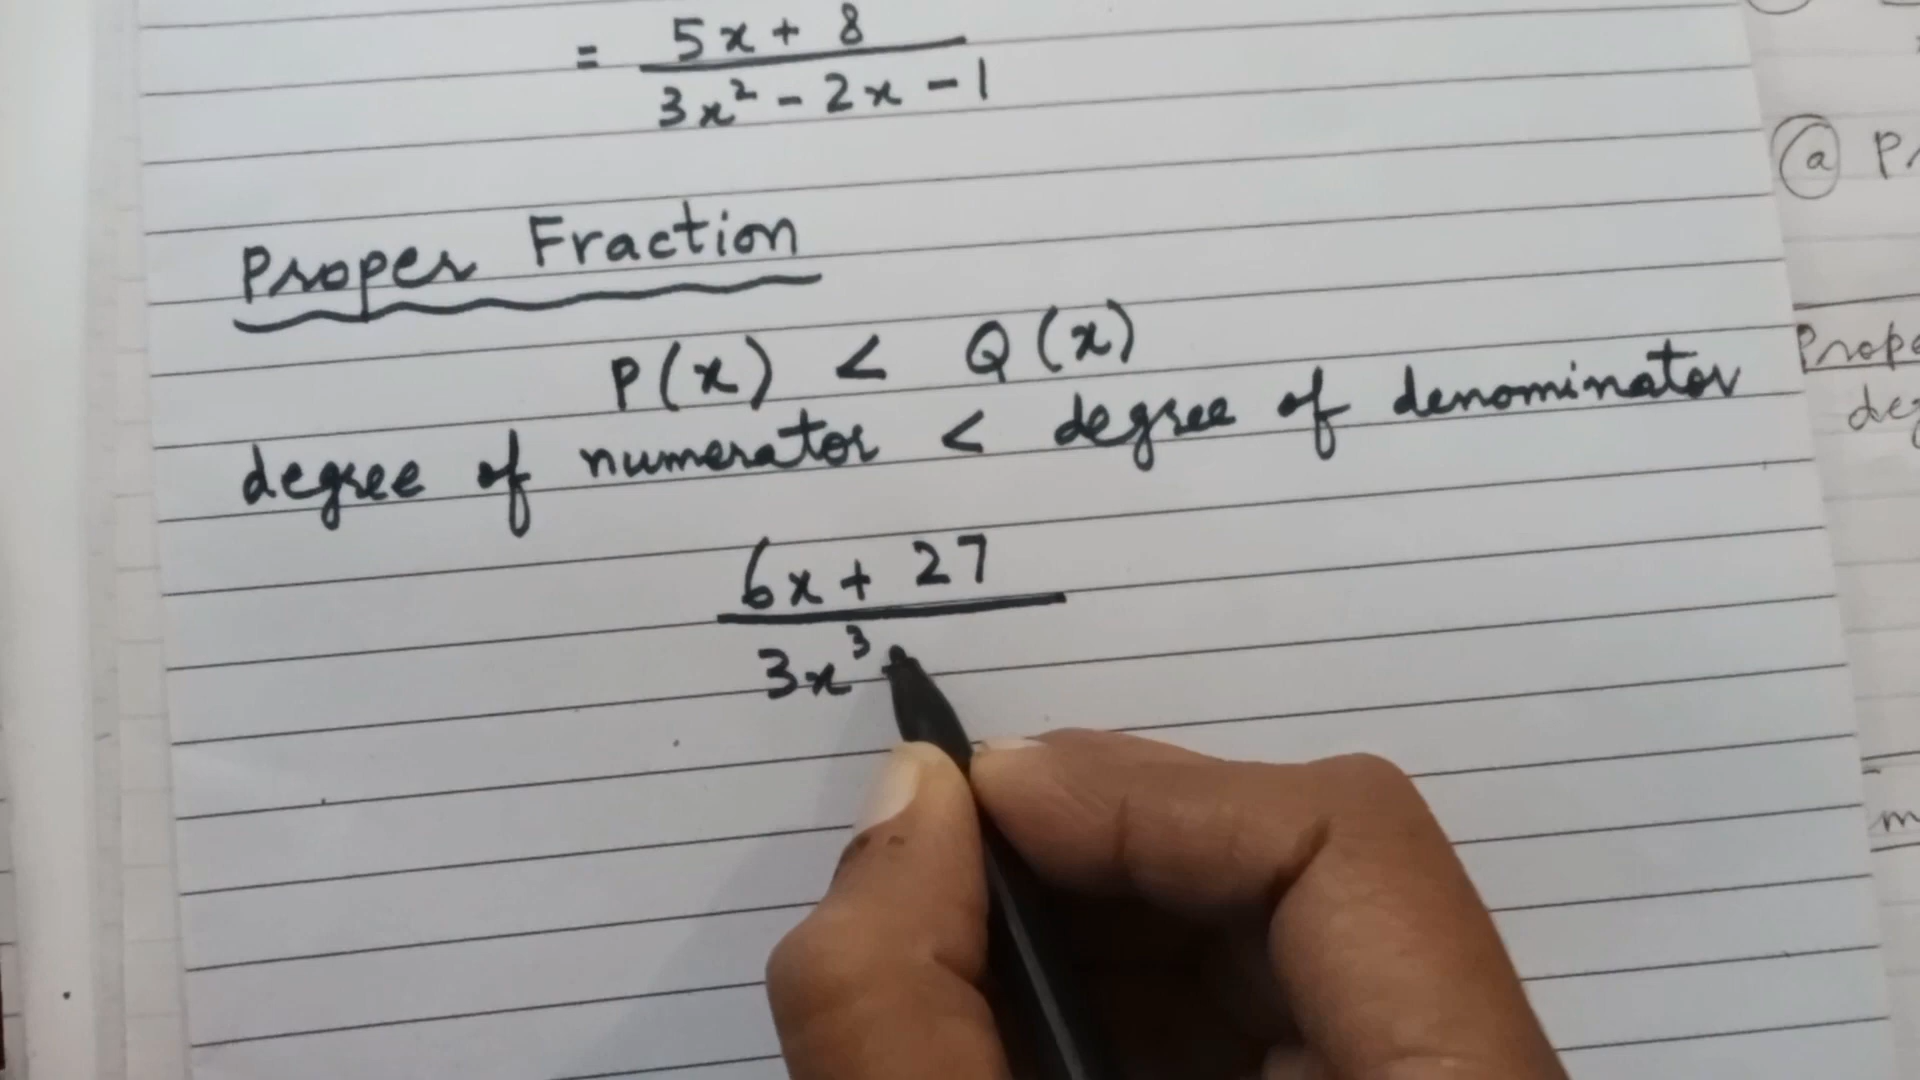 = 5x + 8
3x² - 2x - 1
Proper Fraction
P(x) < Q(x)
degree of numerator < degree of denominator
6x + 27
3x³
ⓐ